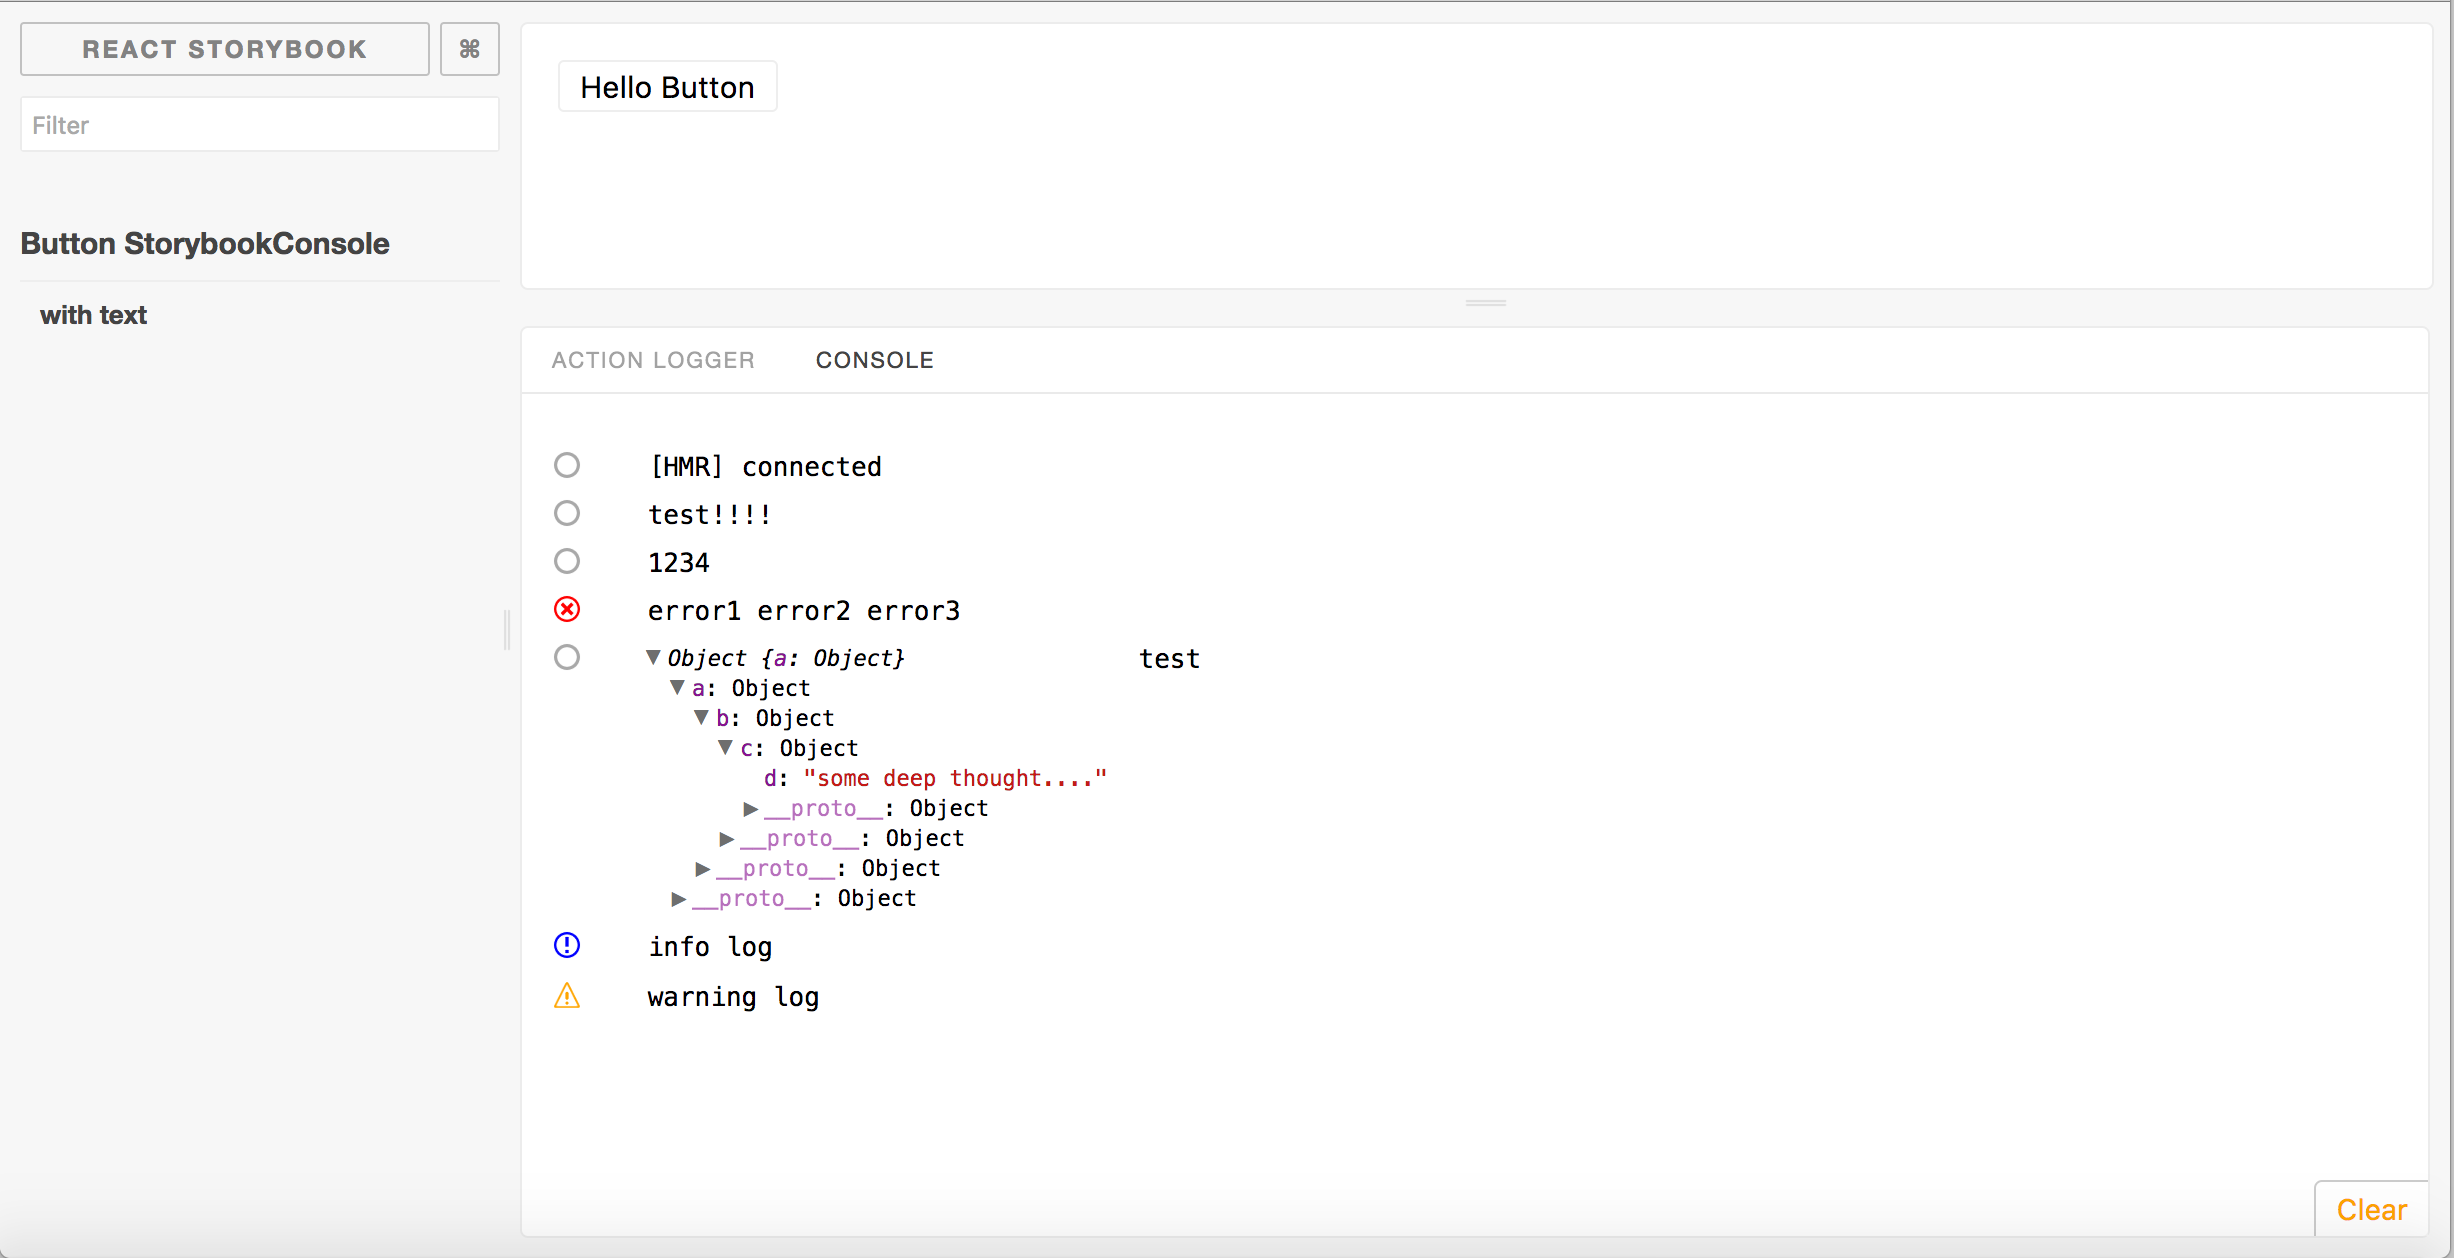 REACT STORYBOOK ⌘
Filter
Button StorybookConsole
with text
Hello Button
ACTION LOGGER CONSOLE
[HMR] connected
test!!!!
1234
error1 error2 error3
▼ Object {a: Object} test
▼ a: Object
▼ b: Object
▼ c: Object
d: "some deep thought...."
▶ __proto__: Object
▶ __proto__: Object
▶ __proto__: Object
▶ __proto__: Object
info log
warning log
Clear